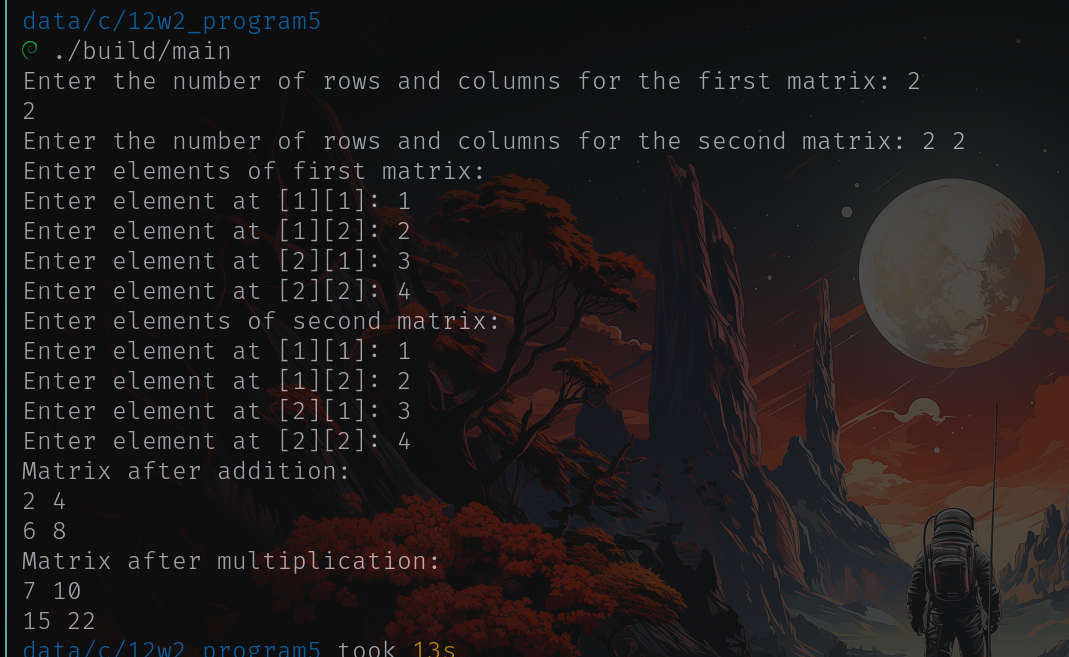 data/c/12w2_program5
./build/main
Enter the number of rows and columns for the first matrix: 2
2
Enter the number of rows and columns for the second matrix: 2 2
Enter elements of first matrix:
Enter element at [1][1]: 1
Enter element at [1][2]: 2
Enter element at [2][1]: 3
Enter element at [2][2]: 4
Enter elements of second matrix:
Enter element at [1][1]: 1
Enter element at [1][2]: 2
Enter element at [2][1]: 3
Enter element at [2][2]: 4
Matrix after addition:
2 4
6 8
Matrix after multiplication:
7 10
15 22
data/c/12w2_program5 took 13s